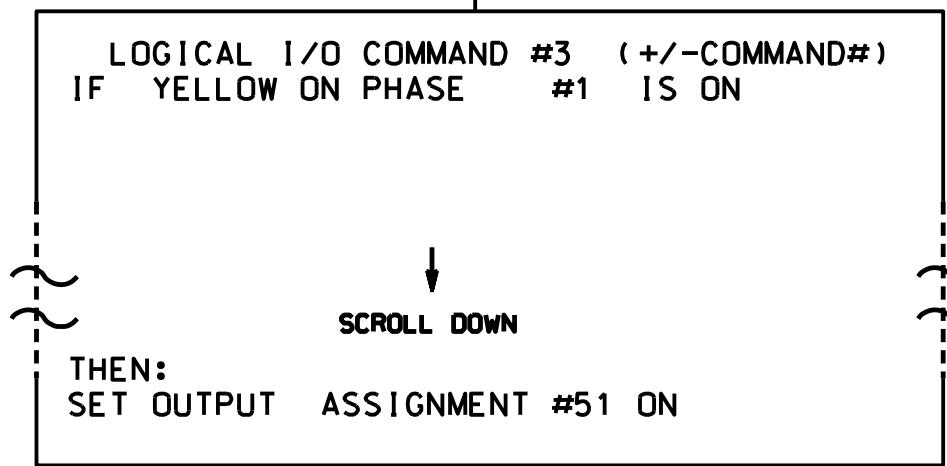 LOGICAL I/O COMMAND #3 (+/-COMMAND#)
IF YELLOW ON PHASE #1 IS ON
SCROLL DOWN
THEN:
SET OUTPUT ASSIGNMENT #51 ON